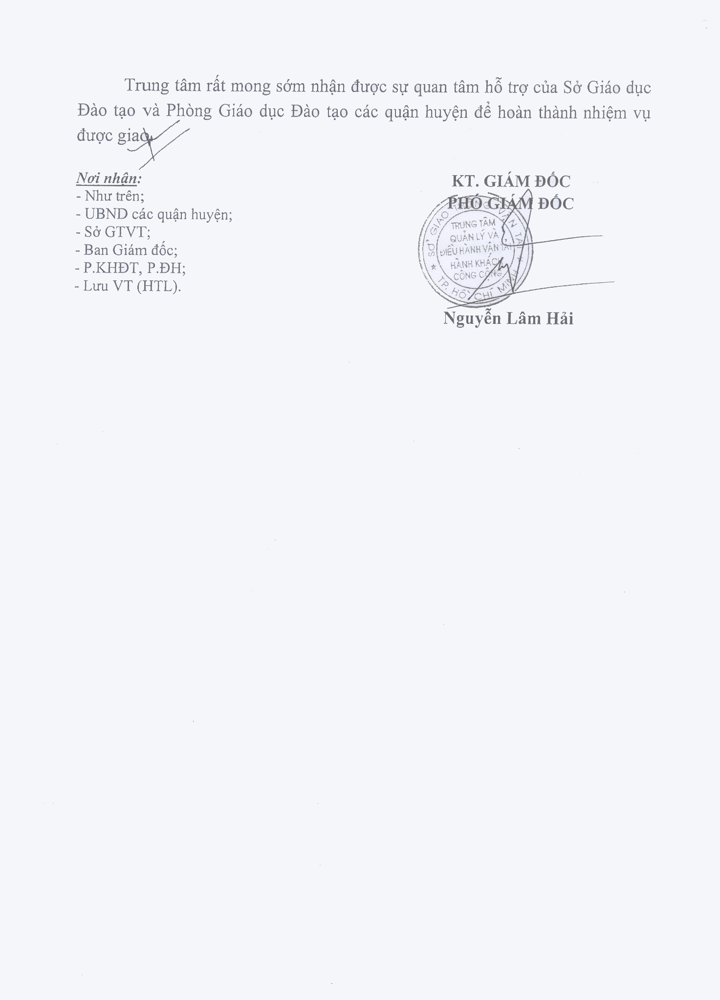 Trung tâm rất mong sớm nhận được sự quan tâm hỗ trợ của Sở Giáo dục
Đào tạo và Phòng Giáo dục Đào tạo các quận huyện để hoàn thành nhiệm vụ
được giao.
Nơi nhận:
- Như trên;
- UBND các quận huyện;
- Sở GTVT;
- Ban Giám đốc;
- P.KHĐT, P.ĐH;
- Lưu VT (HTL).
KT. GIÁM ĐỐC
PHÓ GIÁM ĐỐC
SỞ GIAO THÔNG VẬN TẢI
TRUNG TÂM
QUẢN LÝ VÀ
ĐIỀU HÀNH VẬN TẢI
HÀNH KHÁCH
CÔNG CỘNG
★ TP. HỒ CHÍ MINH ★
Nguyễn Lâm Hải